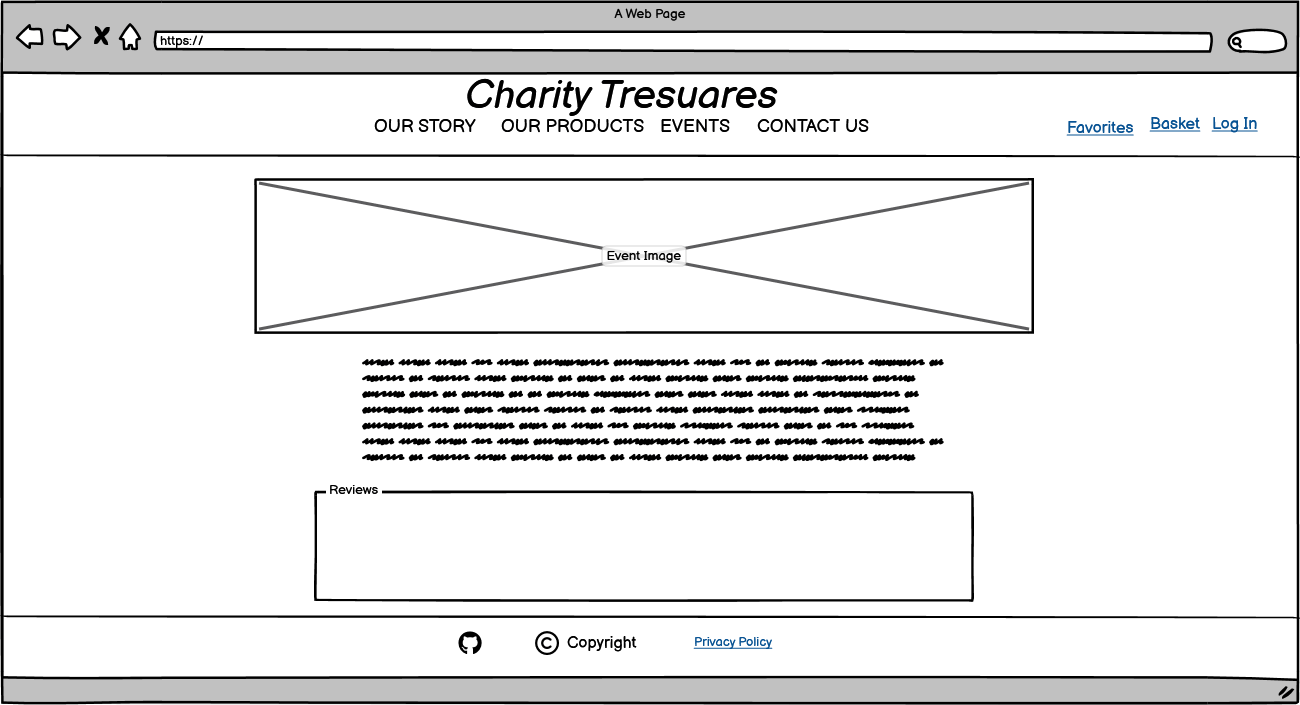 A Web Page
https://
Charity Tresuares
OUR STORY OUR PRODUCTS EVENTS CONTACT US
Favorites Basket Log In
Event Image
Reviews
© Copyright Privacy Policy